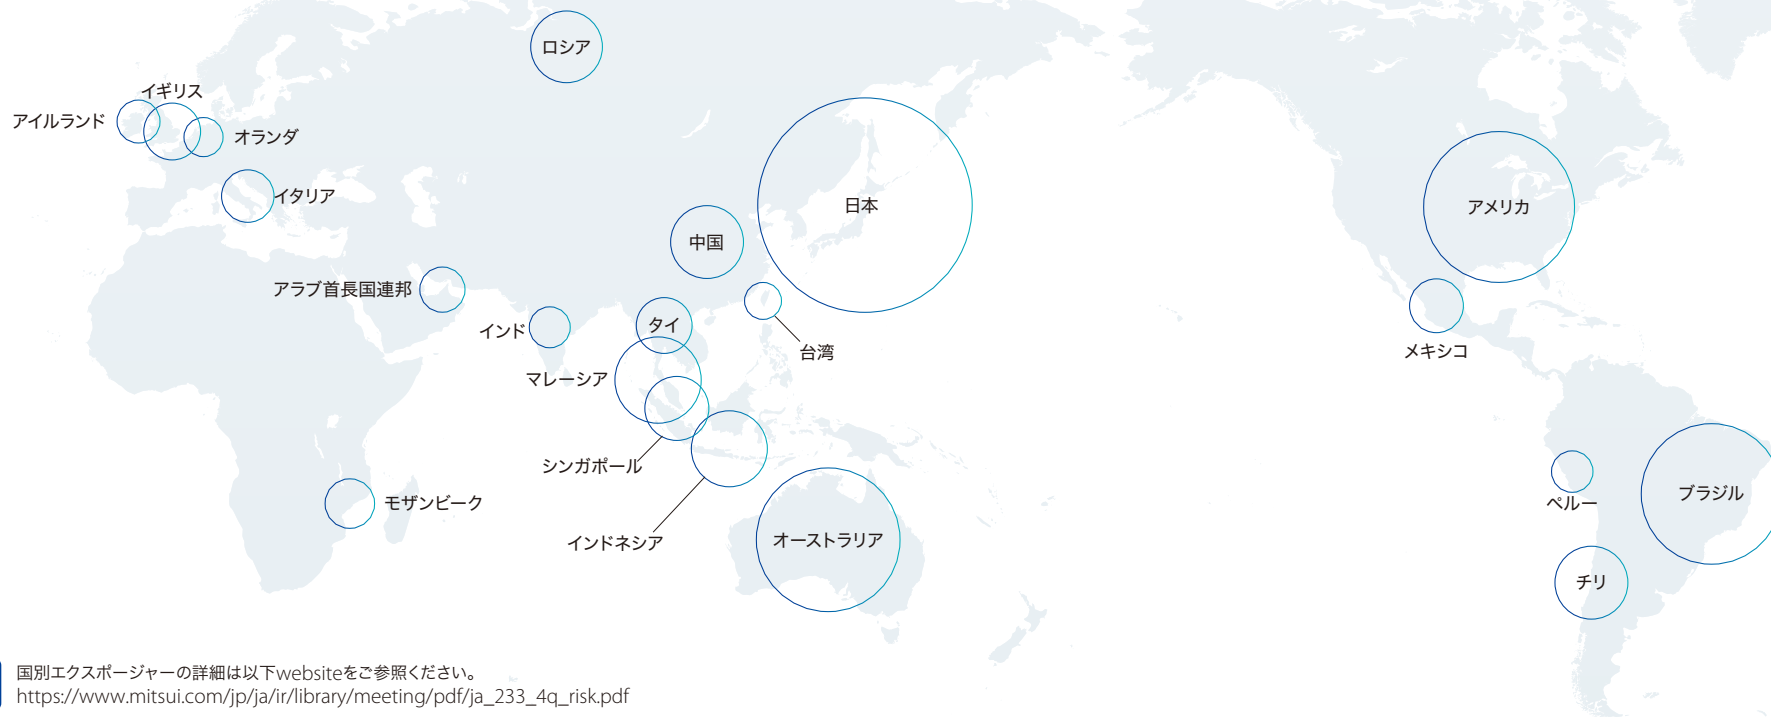 ロシア
イギリス
アイルランド
オランダ
イタリア
日本
アメリカ
中国
アラブ首長国連邦
インド
タイ
台湾
メキシコ
マレーシア
シンガポール
インドネシア
モザンビーク
オーストラリア
ペルー
ブラジル
チリ
国別エクスポージャーの詳細は以下websiteをご参照ください。
https://www.mitsui.com/jp/ja/ir/library/meeting/pdf/ja_233_4q_risk.pdf